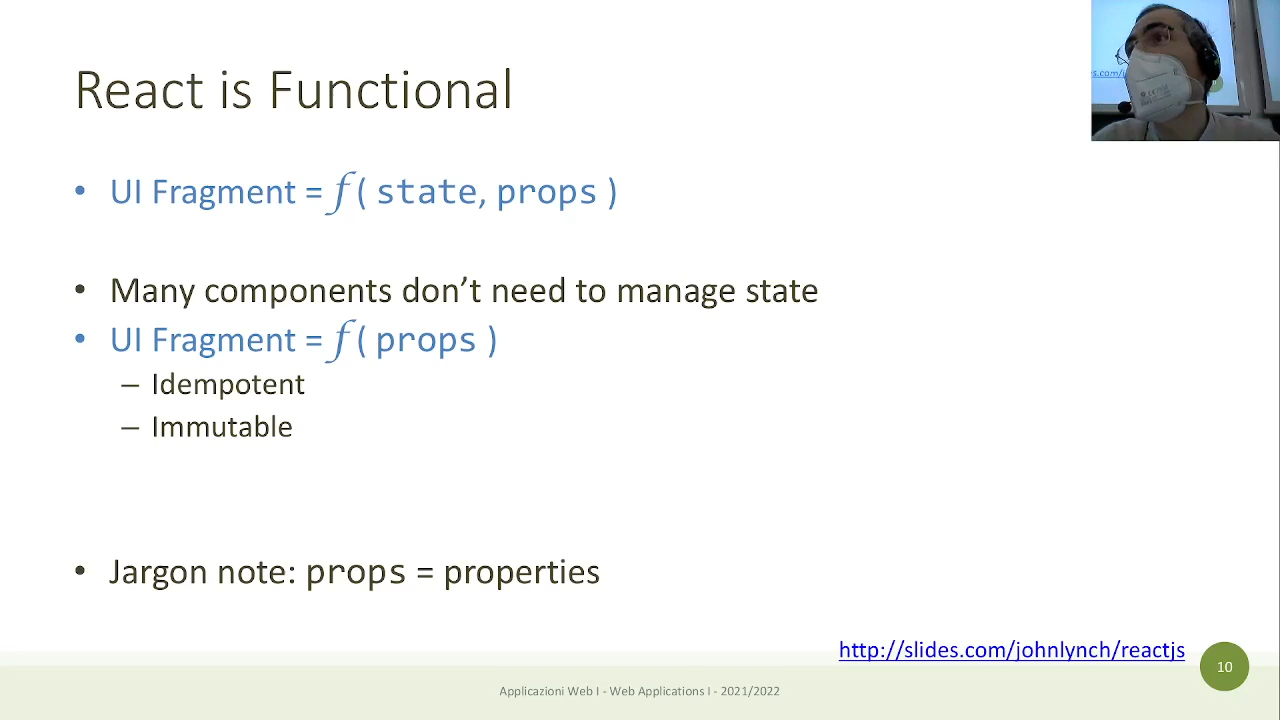 React is Functional
• UI Fragment = f ( state, props )
• Many components don’t need to manage state
• UI Fragment = f ( props )
– Idempotent
– Immutable
• Jargon note: props = properties
http://slides.com/johnlynch/reactjs
10
Applicazioni Web I - Web Applications I - 2021/2022